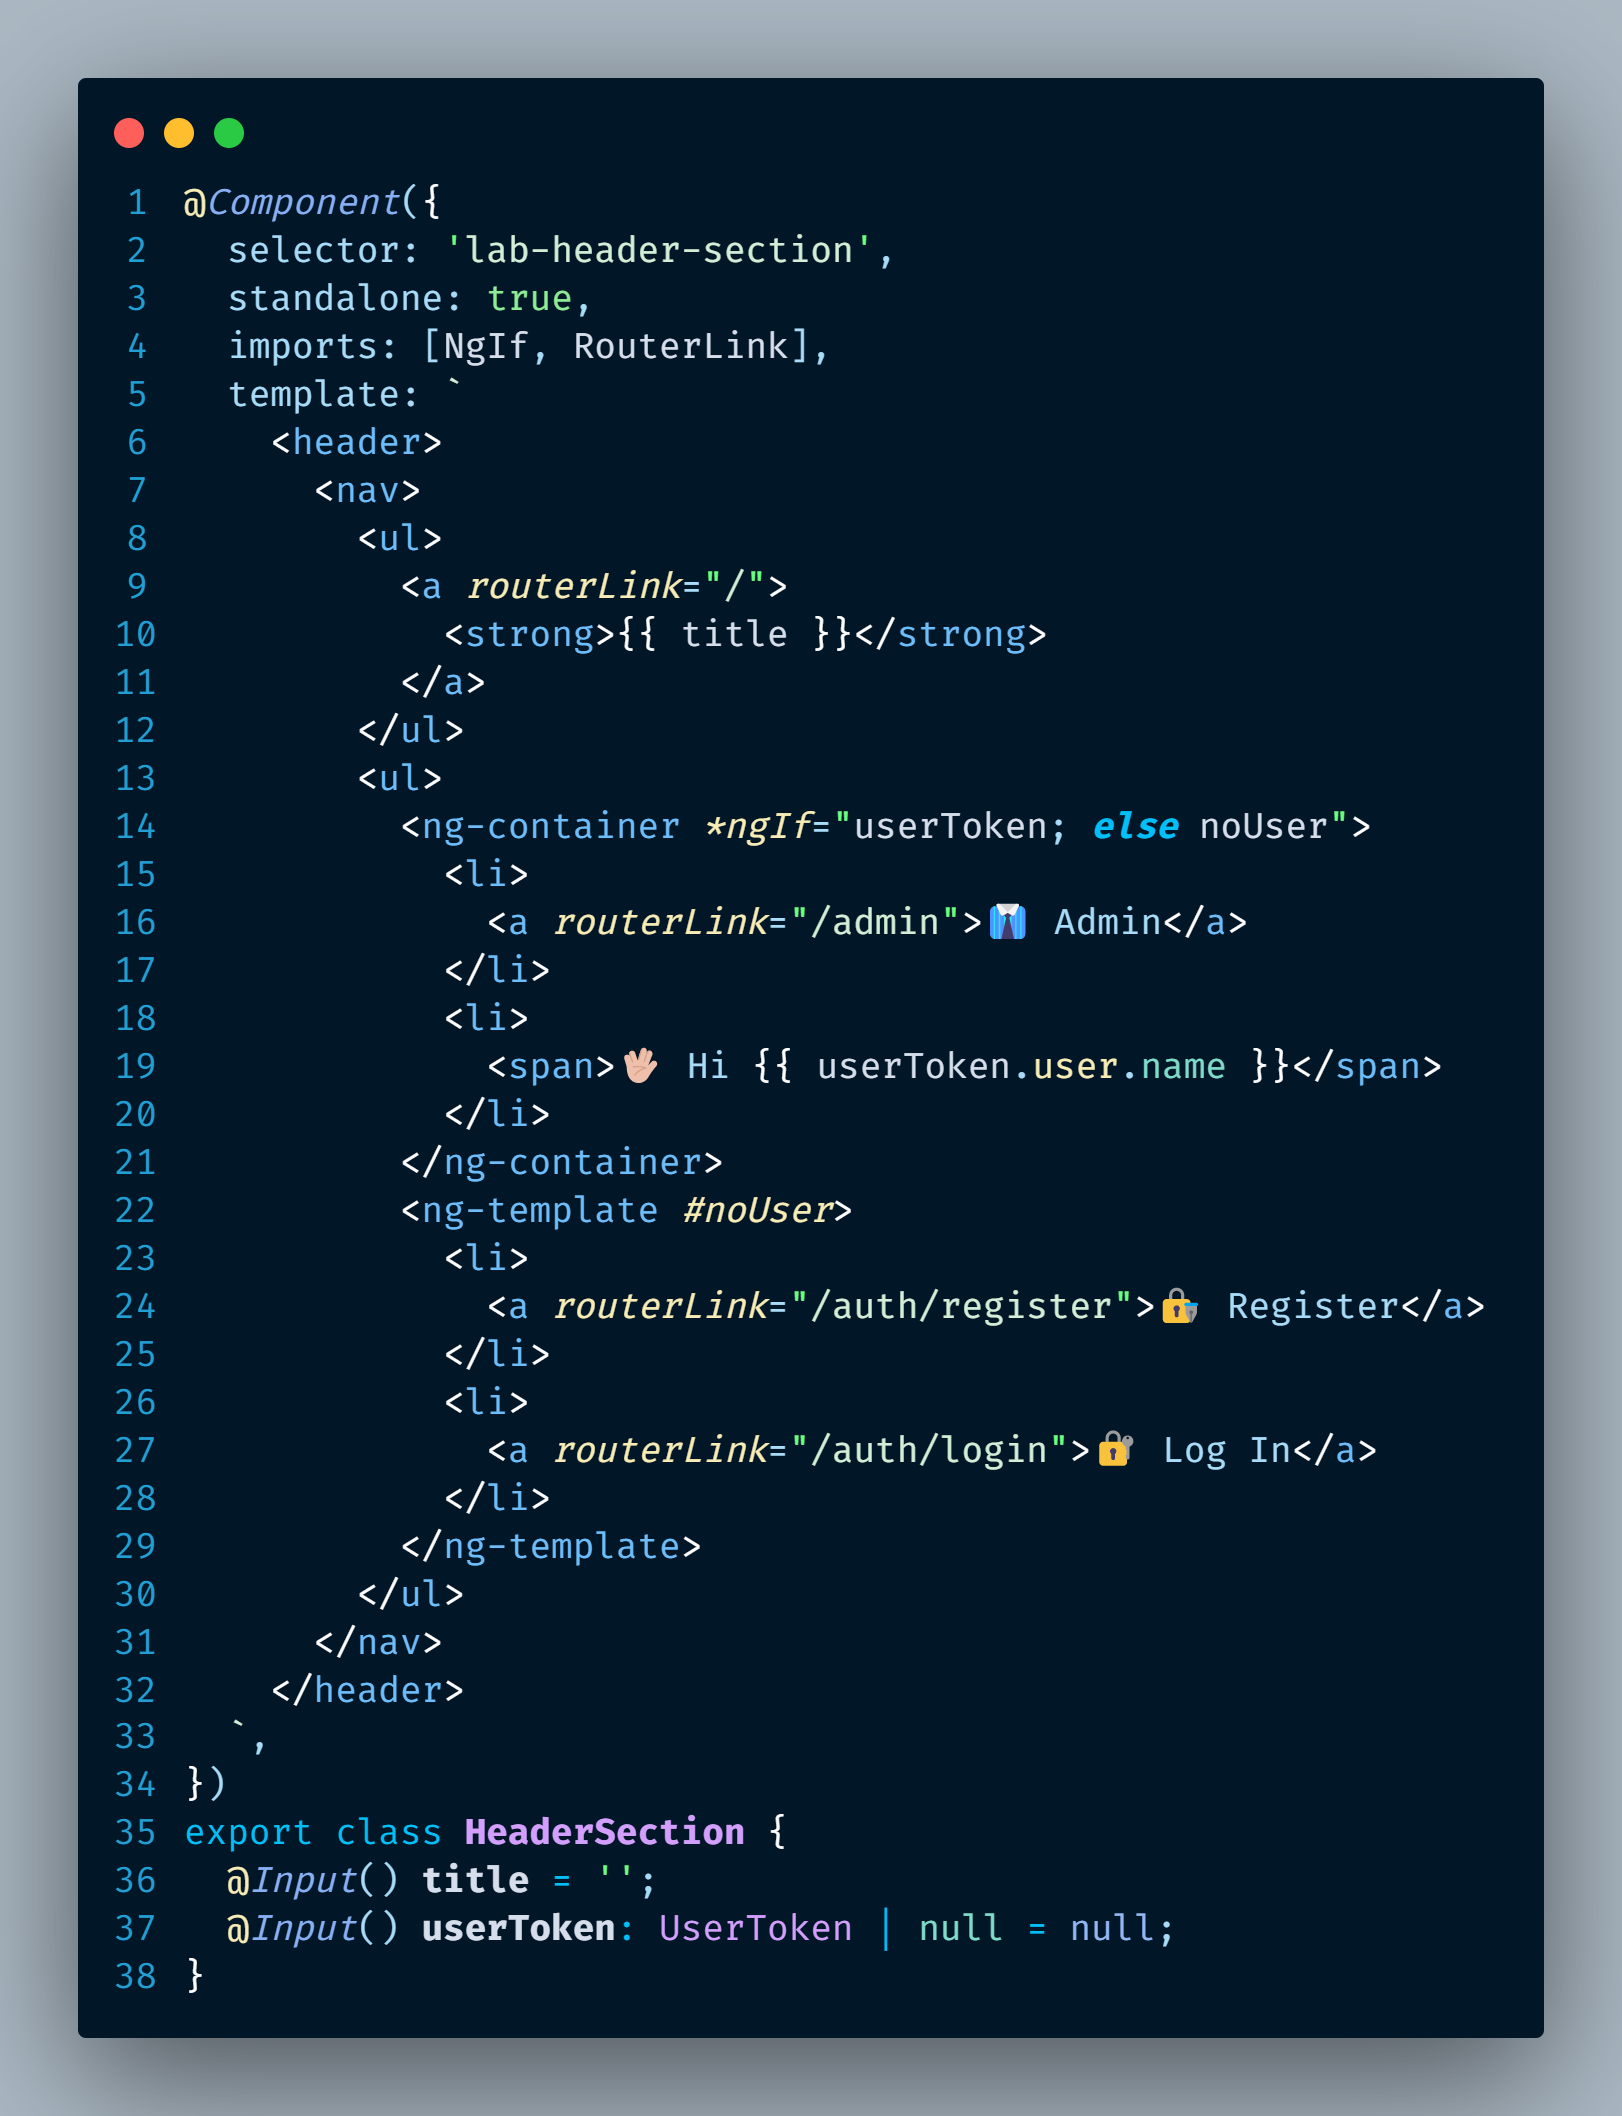 1 @Component({
2   selector: 'lab-header-section',
3   standalone: true,
4   imports: [NgIf, RouterLink],
5   template: `
6     <header>
7       <nav>
8         <ul>
9           <a routerLink="/">
10             <strong>{{ title }}</strong>
11           </a>
12         </ul>
13         <ul>
14           <ng-container *ngIf="userToken; else noUser">
15             <li>
16               <a routerLink="/admin">👔 Admin</a>
17             </li>
18             <li>
19               <span>🖐🏻 Hi {{ userToken.user.name }}</span>
20             </li>
21           </ng-container>
22           <ng-template #noUser>
23             <li>
24               <a routerLink="/auth/register">🔏 Register</a>
25             </li>
26             <li>
27               <a routerLink="/auth/login">🔐 Log In</a>
28             </li>
29           </ng-template>
30         </ul>
31       </nav>
32     </header>
33   `,
34 })
35 export class HeaderSection {
36   @Input() title = '';
37   @Input() userToken: UserToken | null = null;
38 }